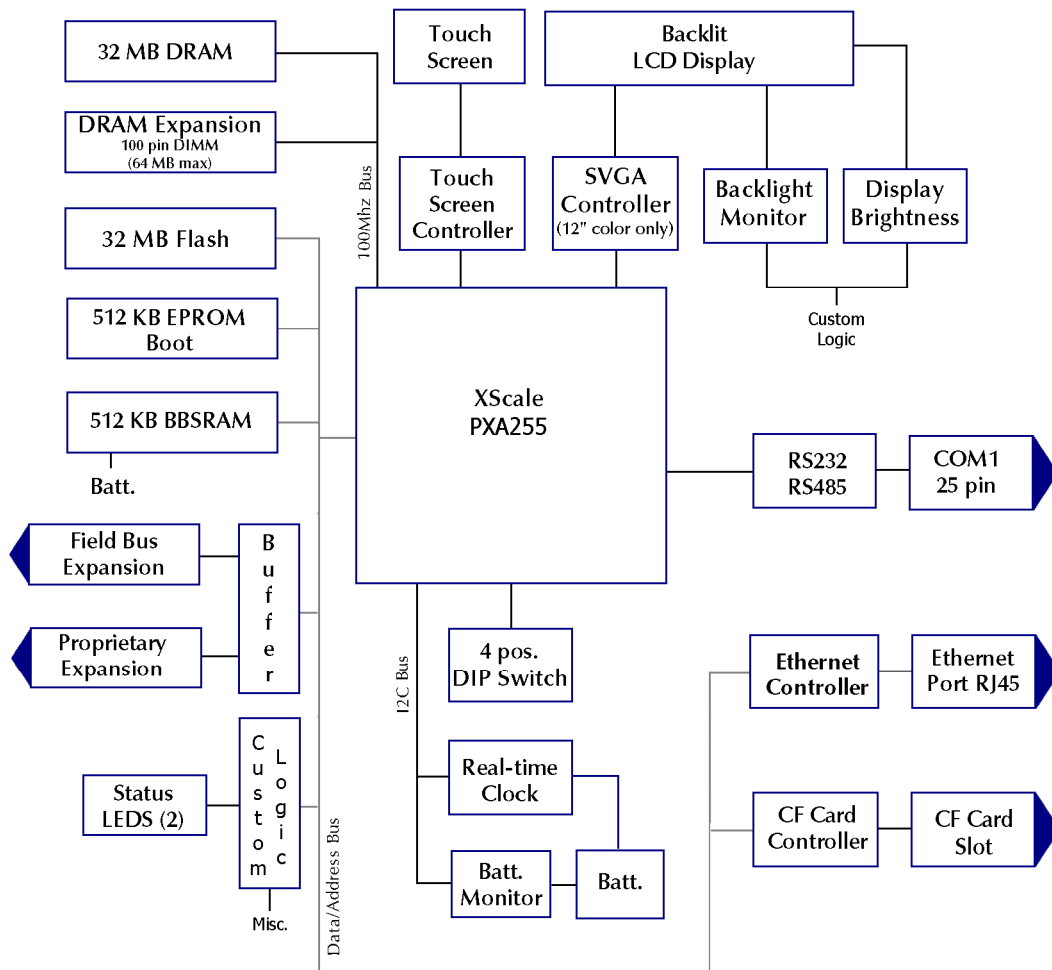 32 MB DRAM
DRAM Expansion
100 pin DIMM
(64 MB max)
32 MB Flash
512 KB EPROM
Boot
512 KB BBSRAM
Batt.
Field Bus
Expansion
Proprietary
Expansion
Buffer
Custom
Logic
Status
LEDS (2)
Misc.
Data/Address Bus
100Mhz Bus
Touch
Screen
Touch
Screen
Controller
Backlit
LCD Display
SVGA
Controller
(12" color only)
Backlight
Monitor
Display
Brightness
Custom
Logic
XScale
PXA255
RS232
RS485
COM1
25 pin
I2C Bus
4 pos.
DIP Switch
Real-time
Clock
Batt.
Monitor
Batt.
Ethernet
Controller
Ethernet
Port RJ45
CF Card
Controller
CF Card
Slot